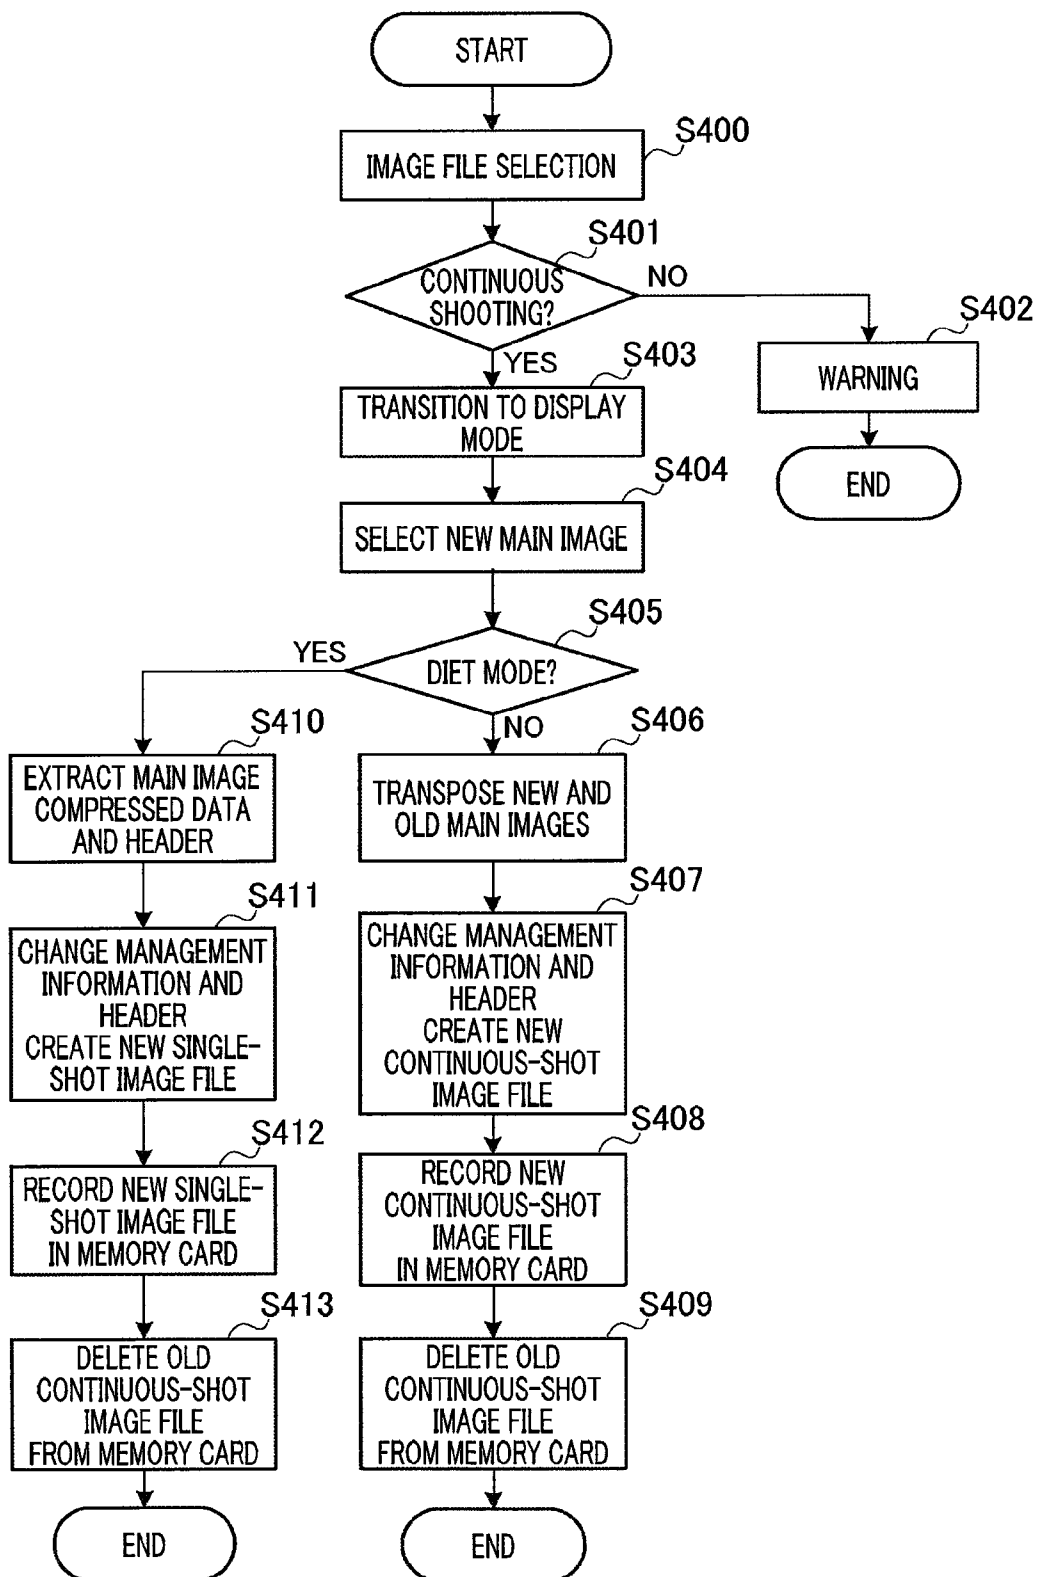 START
S400
IMAGE FILE SELECTION
S401
CONTINUOUS
SHOOTING?
NO
S402
WARNING
END
YES
S403
TRANSITION TO DISPLAY
MODE
S404
SELECT NEW MAIN IMAGE
S405
DIET MODE?
YES
NO
S410
EXTRACT MAIN IMAGE
COMPRESSED DATA
AND HEADER
S411
CHANGE MANAGEMENT
INFORMATION AND
HEADER
CREATE NEW SINGLE-
SHOT IMAGE FILE
S412
RECORD NEW SINGLE-
SHOT IMAGE FILE
IN MEMORY CARD
S413
DELETE OLD
CONTINUOUS-SHOT
IMAGE FILE
FROM MEMORY CARD
END
S406
TRANSPOSE NEW AND
OLD MAIN IMAGES
S407
CHANGE MANAGEMENT
INFORMATION AND
HEADER
CREATE NEW
CONTINUOUS-SHOT
IMAGE FILE
S408
RECORD NEW
CONTINUOUS-SHOT
IMAGE FILE
IN MEMORY CARD
S409
DELETE OLD
CONTINUOUS-SHOT
IMAGE FILE
FROM MEMORY CARD
END